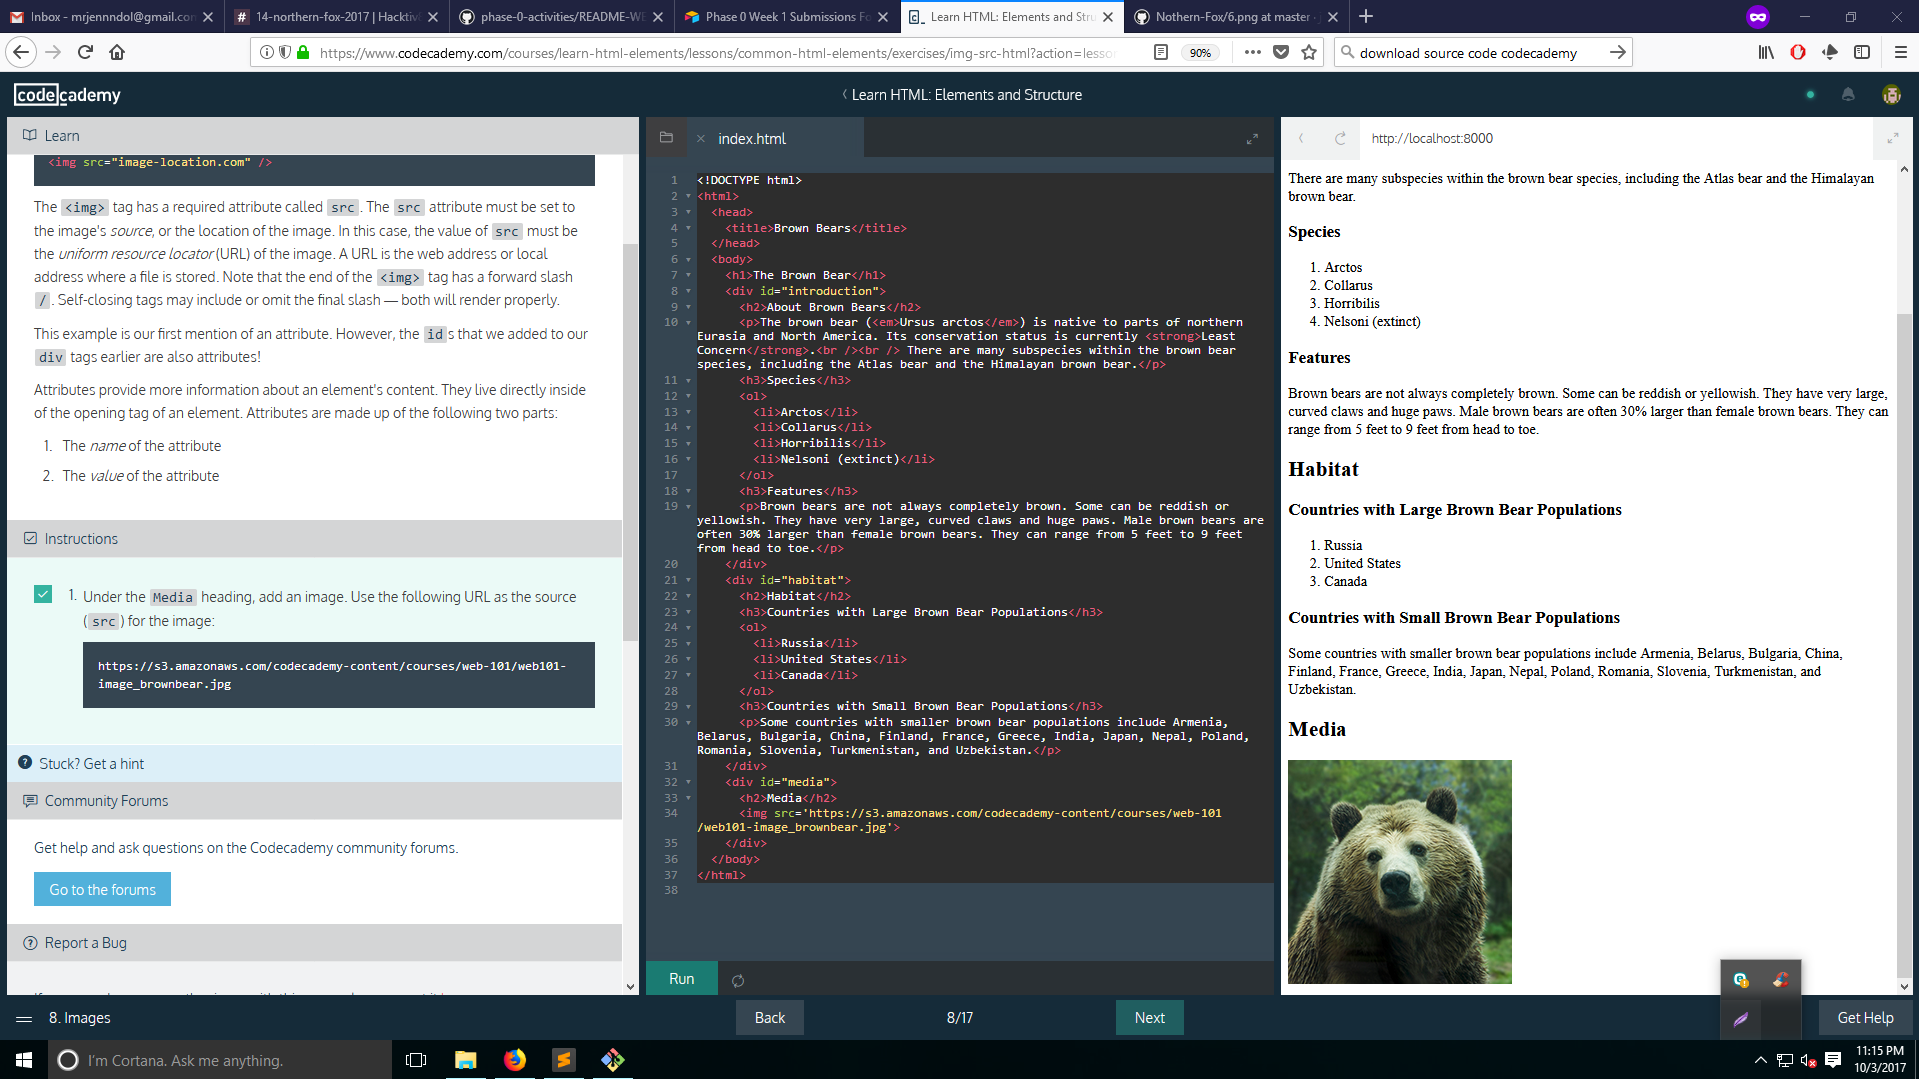 Inbox - mrjennndol@gmail.con
14-northern-fox-2017 | Hacktiv
phase-0-activities/README-WE
Phase 0 Week 1 Submissions Fo
Learn HTML: Elements and Stru
Nothern-Fox/6.png at master ·
https://www.codecademy.com/courses/learn-html-elements/lessons/common-html-elements/exercises/img-src-html?action=lesso
90%
download source code codecademy
codecademy
Learn HTML: Elements and Structure
Learn
<img src="image-location.com" />
The <img> tag has a required attribute called src. The src attribute must be set to
the image's source, or the location of the image. In this case, the value of src must be
the uniform resource locator (URL) of the image. A URL is the web address or local
address where a file is stored. Note that the end of the <img> tag has a forward slash
/. Self-closing tags may include or omit the final slash — both will render properly.
This example is our first mention of an attribute. However, the id s that we added to our
div tags earlier are also attributes!
Attributes provide more information about an element's content. They live directly inside
of the opening tag of an element. Attributes are made up of the following two parts:
1. The name of the attribute
2. The value of the attribute
Instructions
1. Under the Media heading, add an image. Use the following URL as the source
(src) for the image:
https://s3.amazonaws.com/codecademy-content/courses/web-101/web101-
image_brownbear.jpg
Stuck? Get a hint
Community Forums
Get help and ask questions on the Codecademy community forums.
Go to the forums
Report a Bug
index.html
1 <!DOCTYPE html>
2 <html>
3 <head>
4 <title>Brown Bears</title>
5 </head>
6 <body>
7 <h1>The Brown Bear</h1>
8 <div id="introduction">
9 <h2>About Brown Bears</h2>
10 <p>The brown bear (<em>Ursus arctos</em>) is native to parts of northern
Eurasia and North America. Its conservation status is currently <strong>Least
Concern</strong>.<br /><br /> There are many subspecies within the brown bear
species, including the Atlas bear and the Himalayan brown bear.</p>
11 <h3>Species</h3>
12 <ol>
13 <li>Arctos</li>
14 <li>Collarus</li>
15 <li>Horribilis</li>
16 <li>Nelsoni (extinct)</li>
17 </ol>
18 <h3>Features</h3>
19 <p>Brown bears are not always completely brown. Some can be reddish or
yellowish. They have very large, curved claws and huge paws. Male brown bears are
often 30% larger than female brown bears. They can range from 5 feet to 9 feet
from head to toe.</p>
20 </div>
21 <div id="habitat">
22 <h2>Habitat</h2>
23 <h3>Countries with Large Brown Bear Populations</h3>
24 <ol>
25 <li>Russia</li>
26 <li>United States</li>
27 <li>Canada</li>
28 </ol>
29 <h3>Countries with Small Brown Bear Populations</h3>
30 <p>Some countries with smaller brown bear populations include Armenia,
Belarus, Bulgaria, China, Finland, France, Greece, India, Japan, Nepal, Poland,
Romania, Slovenia, Turkmenistan, and Uzbekistan.</p>
31 </div>
32 <div id="media">
33 <h2>Media</h2>
34 <img src='https://s3.amazonaws.com/codecademy-content/courses/web-101
/web101-image_brownbear.jpg'>
35 </div>
36 </body>
37 </html>
38
Run
http://localhost:8000
There are many subspecies within the brown bear species, including the Atlas bear and the Himalayan
brown bear.
Species
1. Arctos
2. Collarus
3. Horribilis
4. Nelsoni (extinct)
Features
Brown bears are not always completely brown. Some can be reddish or yellowish. They have very large,
curved claws and huge paws. Male brown bears are often 30% larger than female brown bears. They can
range from 5 feet to 9 feet from head to toe.
Habitat
Countries with Large Brown Bear Populations
1. Russia
2. United States
3. Canada
Countries with Small Brown Bear Populations
Some countries with smaller brown bear populations include Armenia, Belarus, Bulgaria, China,
Finland, France, Greece, India, Japan, Nepal, Poland, Romania, Slovenia, Turkmenistan, and
Uzbekistan.
Media
8. Images
Back
8/17
Next
Get Help
I'm Cortana. Ask me anything.
11:15 PM
10/3/2017